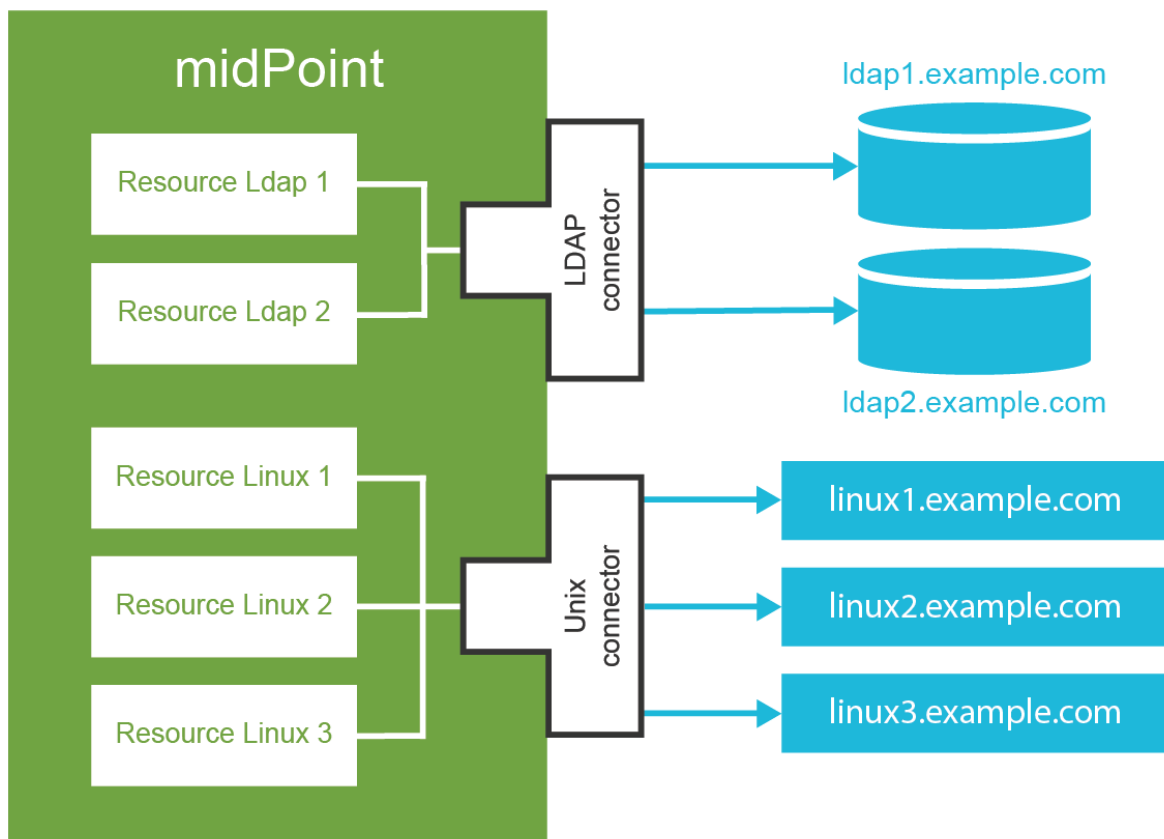 midPoint
Resource Ldap 1
Resource Ldap 2
LDAP
connector
ldap1.example.com
ldap2.example.com
Resource Linux 1
Resource Linux 2
Resource Linux 3
Unix
connector
linux1.example.com
linux2.example.com
linux3.example.com